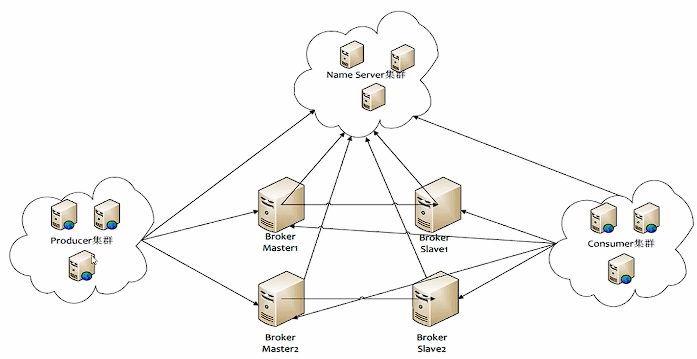 Name Server集群
Producer集群
Broker
Master1
Broker
Slave1
Consumer集群
Broker
Master2
Broker
Slave2